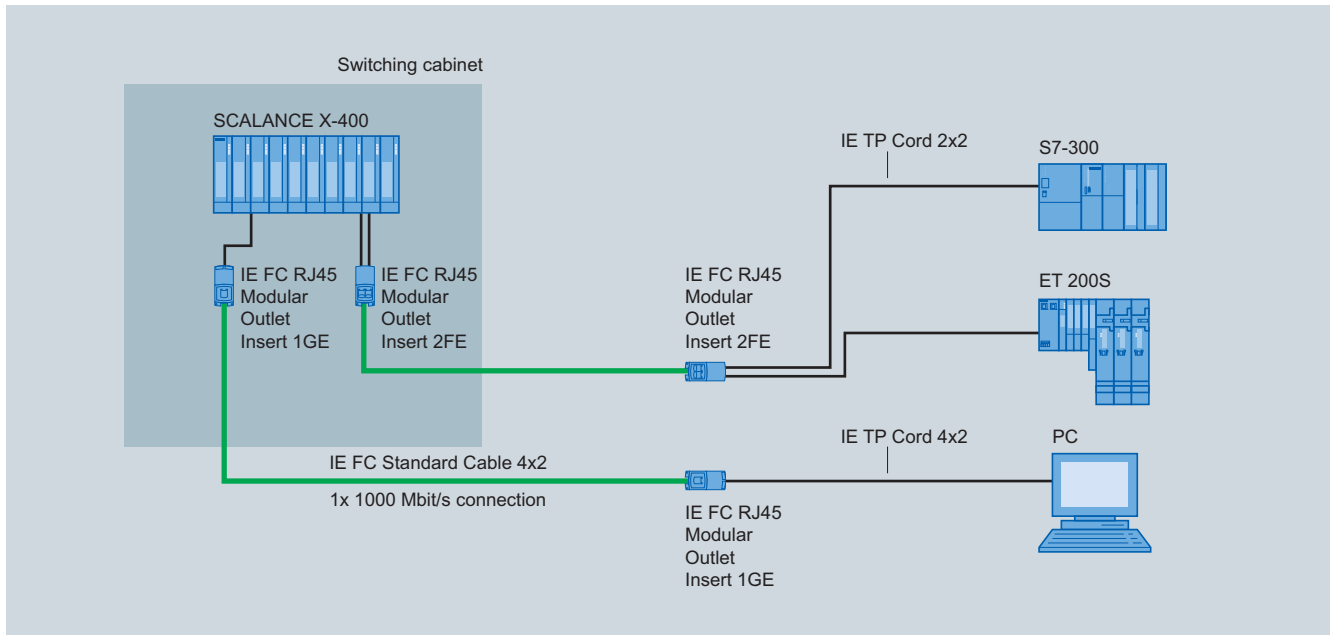 Switching cabinet
SCALANCE X-400
IE FC RJ45
Modular
Outlet
Insert 1GE
IE FC RJ45
Modular
Outlet
Insert 2FE
IE FC RJ45
Modular
Outlet
Insert 2FE
IE TP Cord 2x2
S7-300
ET 200S
IE FC Standard Cable 4x2
1x 1000 Mbit/s connection
IE FC RJ45
Modular
Outlet
Insert 1GE
IE TP Cord 4x2
PC